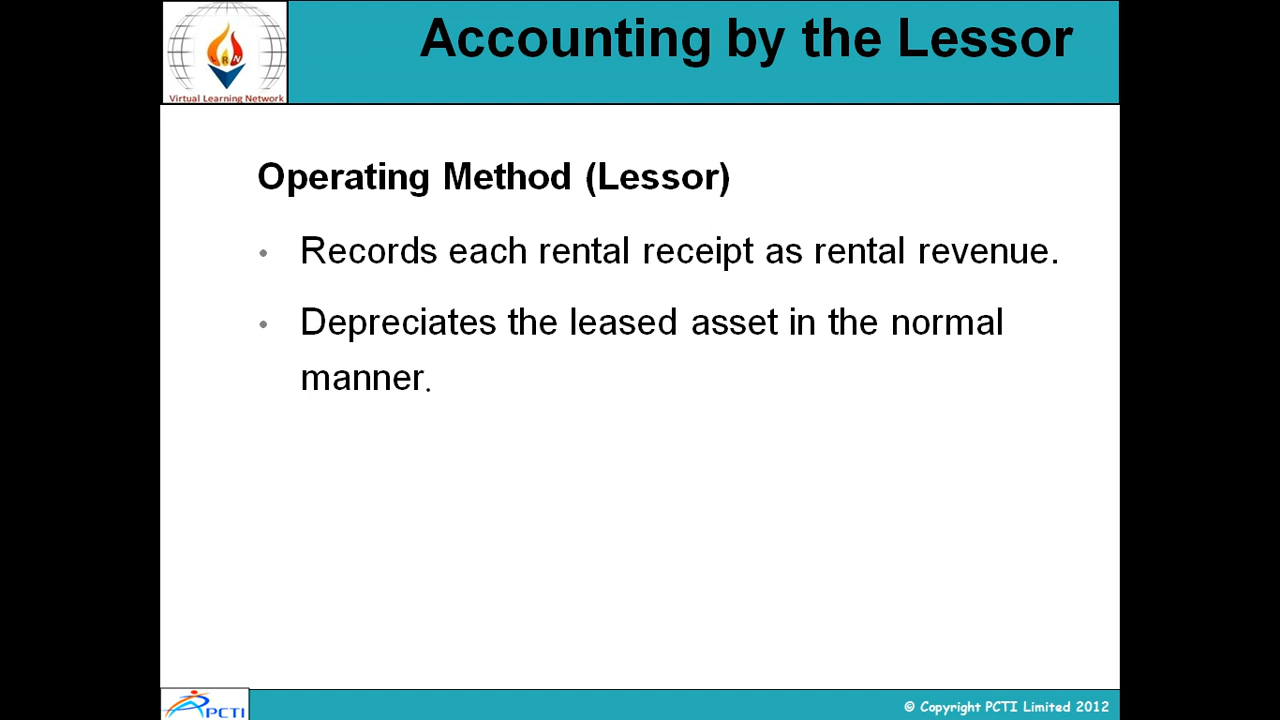 Accounting by the Lessor
LRN
Virtual Learning Network
Operating Method (Lessor)
• Records each rental receipt as rental revenue.
• Depreciates the leased asset in the normal
manner.
PCTI
© Copyright PCTI Limited 2012